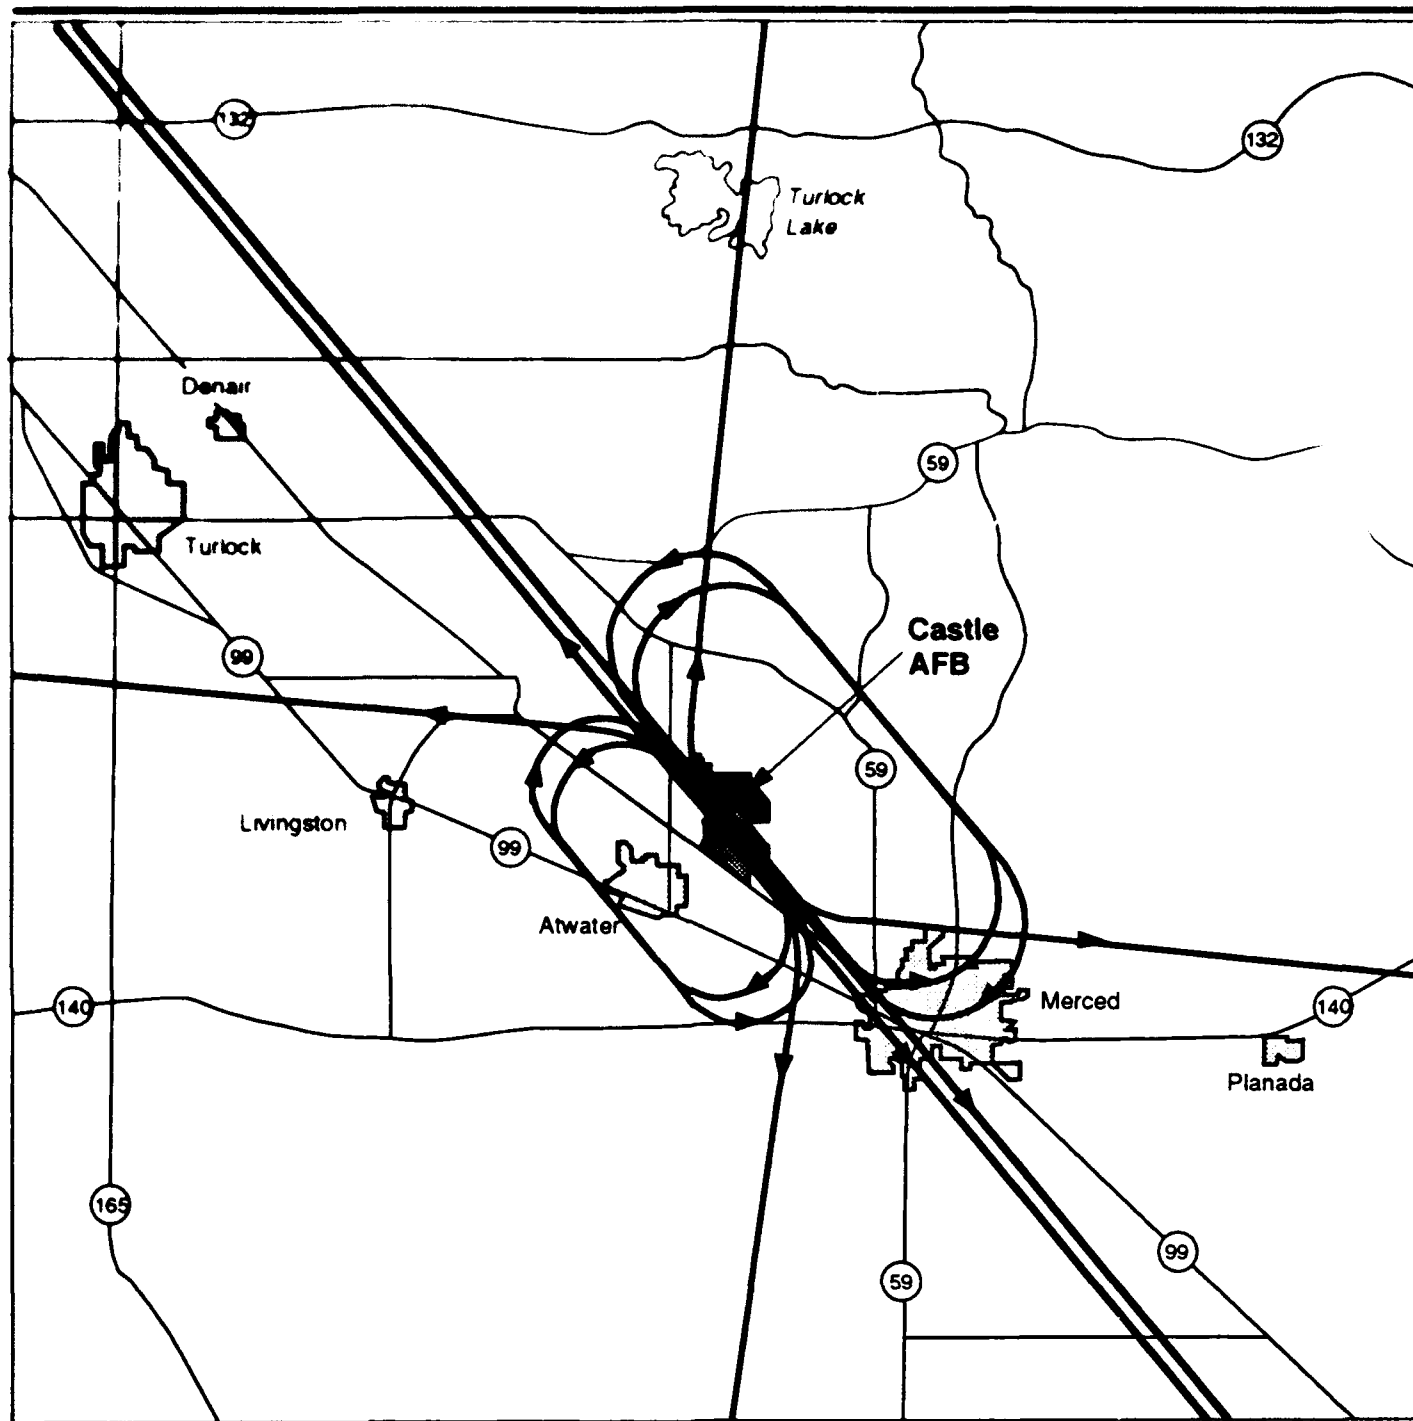 132
132
Turlock
Lake
Denair
59
Turlock
Castle
AFB
99
59
Livingston
99
Atwater
140
Merced
140
Planada
165
99
59